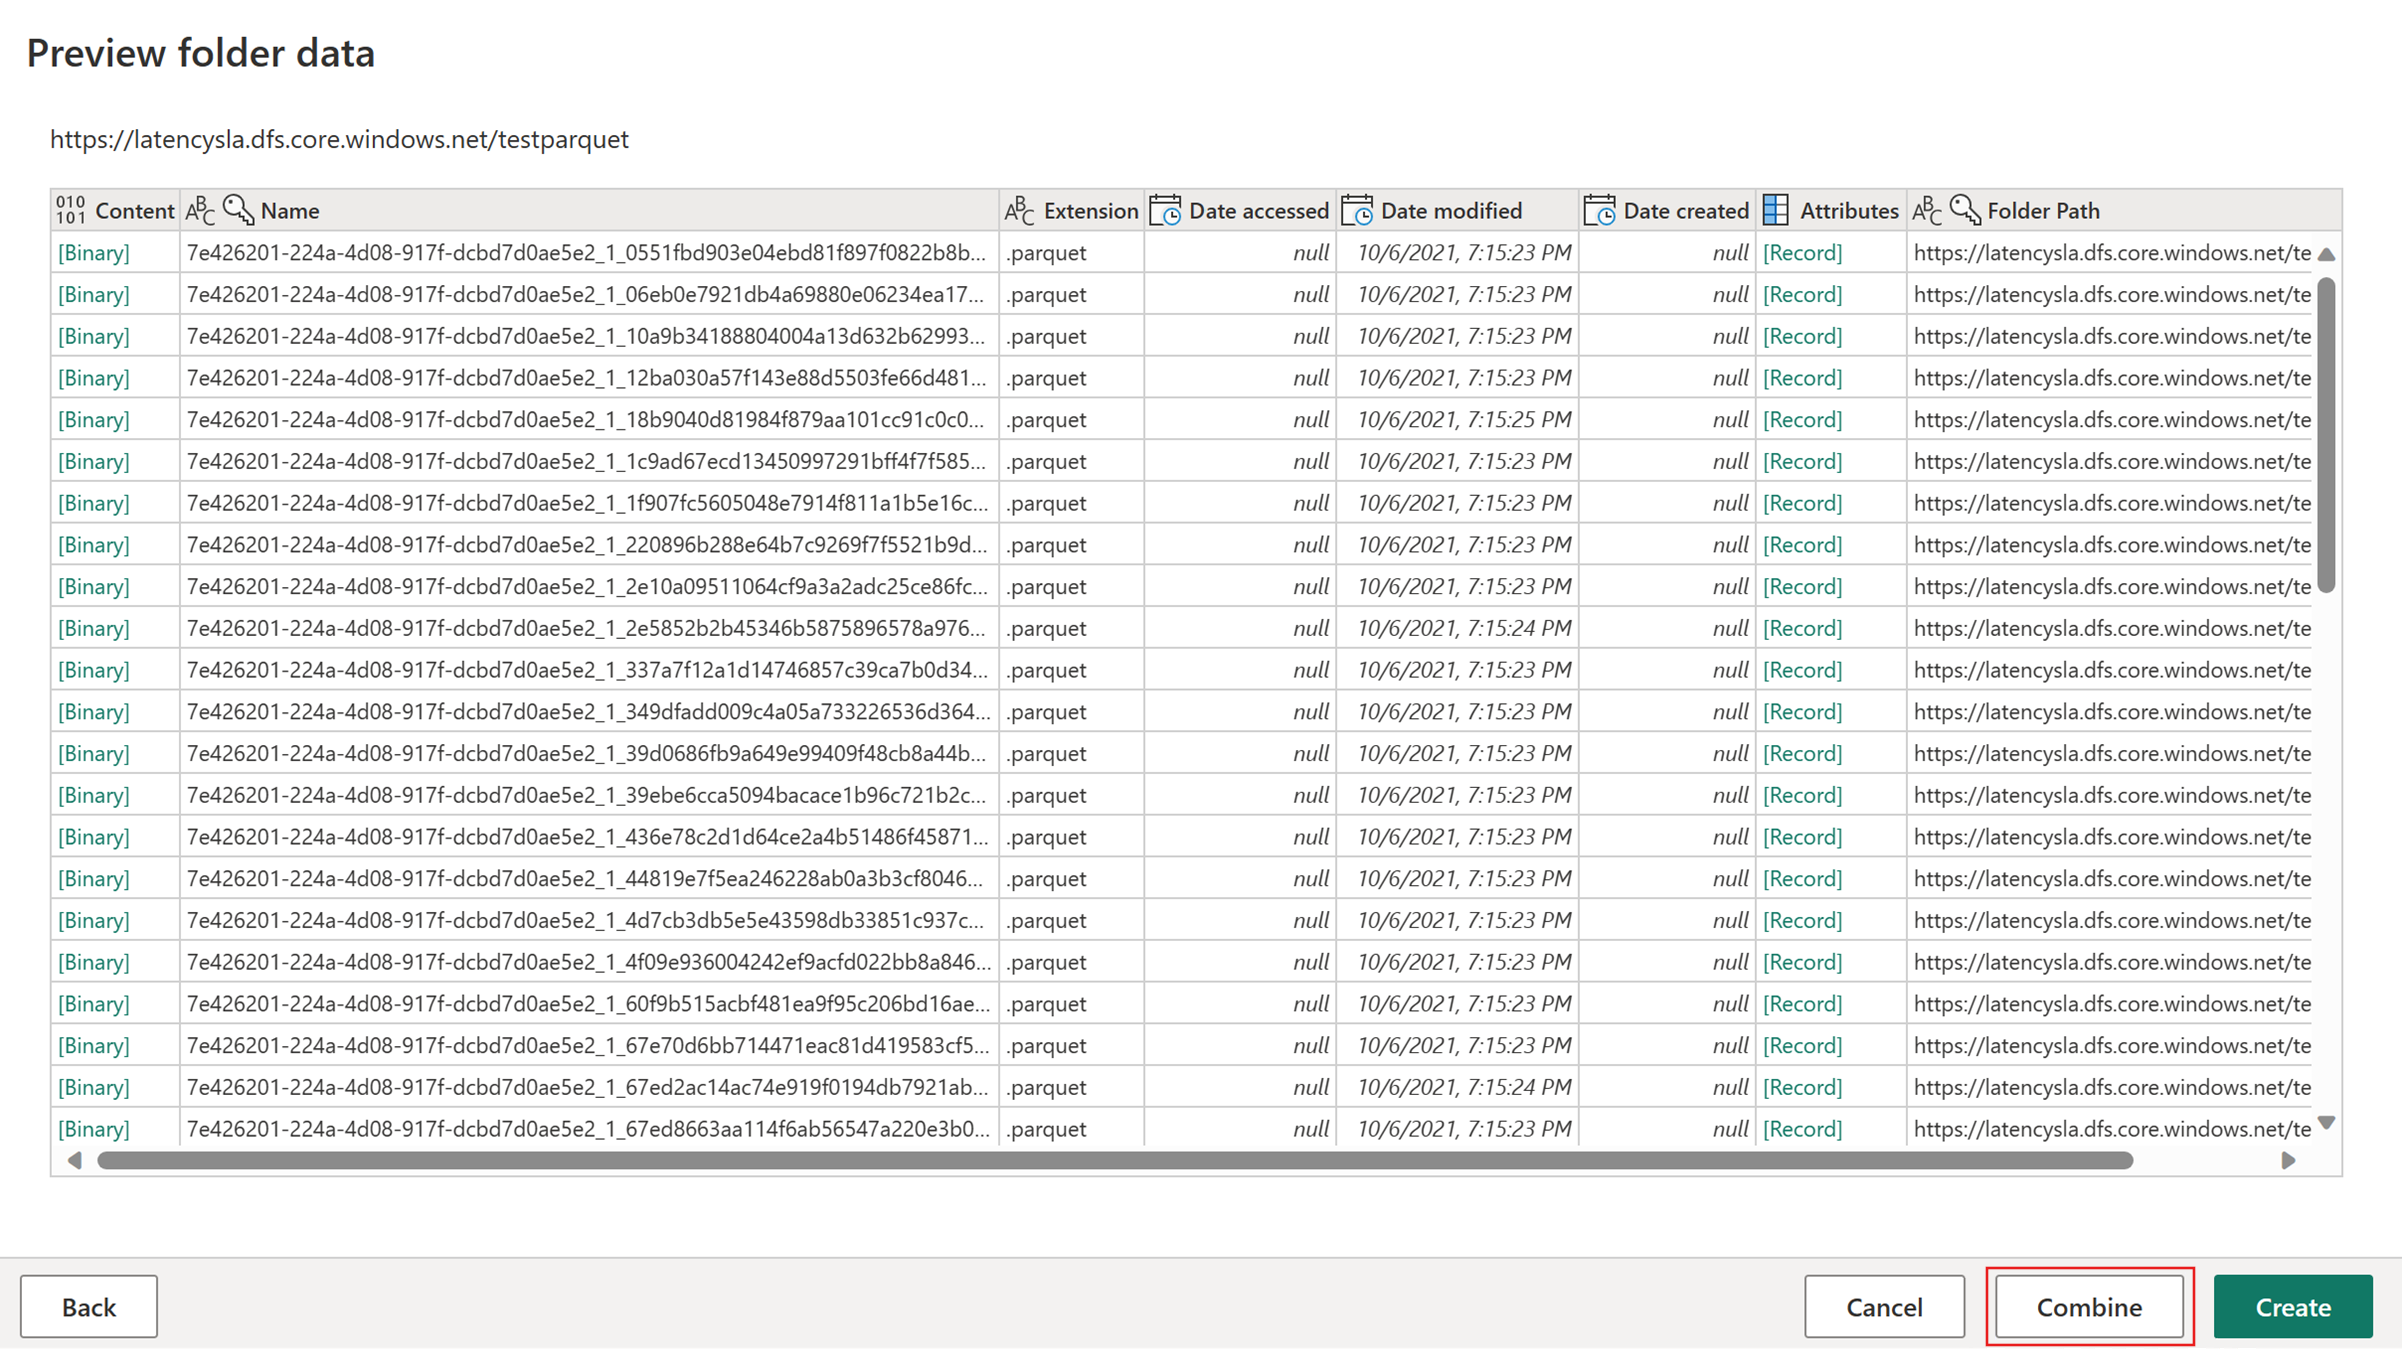 Preview folder data
https://latencysla.dfs.core.windows.net/testparquet
010 101 Content ABC Name ABC Extension Date accessed Date modified Date created Attributes ABC Folder Path
[Binary] 7e426201-224a-4d08-917f-dcbd7d0ae5e2_1_0551fbd903e04ebd81f897f0822b8b... .parquet null 10/6/2021, 7:15:23 PM null [Record] https://latencysla.dfs.core.windows.net/te
[Binary] 7e426201-224a-4d08-917f-dcbd7d0ae5e2_1_06eb0e7921db4a69880e06234ea17... .parquet null 10/6/2021, 7:15:23 PM null [Record] https://latencysla.dfs.core.windows.net/te
[Binary] 7e426201-224a-4d08-917f-dcbd7d0ae5e2_1_10a9b34188804004a13d632b62993... .parquet null 10/6/2021, 7:15:23 PM null [Record] https://latencysla.dfs.core.windows.net/te
[Binary] 7e426201-224a-4d08-917f-dcbd7d0ae5e2_1_12ba030a57f143e88d5503fe66d481... .parquet null 10/6/2021, 7:15:23 PM null [Record] https://latencysla.dfs.core.windows.net/te
[Binary] 7e426201-224a-4d08-917f-dcbd7d0ae5e2_1_18b9040d81984f879aa101cc91c0c0... .parquet null 10/6/2021, 7:15:25 PM null [Record] https://latencysla.dfs.core.windows.net/te
[Binary] 7e426201-224a-4d08-917f-dcbd7d0ae5e2_1_1c9ad67ecd13450997291bff4f7f585... .parquet null 10/6/2021, 7:15:23 PM null [Record] https://latencysla.dfs.core.windows.net/te
[Binary] 7e426201-224a-4d08-917f-dcbd7d0ae5e2_1_1f907fc5605048e7914f811a1b5e16c... .parquet null 10/6/2021, 7:15:23 PM null [Record] https://latencysla.dfs.core.windows.net/te
[Binary] 7e426201-224a-4d08-917f-dcbd7d0ae5e2_1_220896b288e64b7c9269f7f5521b9d... .parquet null 10/6/2021, 7:15:23 PM null [Record] https://latencysla.dfs.core.windows.net/te
[Binary] 7e426201-224a-4d08-917f-dcbd7d0ae5e2_1_2e10a09511064cf9a3a2adc25ce86fc... .parquet null 10/6/2021, 7:15:23 PM null [Record] https://latencysla.dfs.core.windows.net/te
[Binary] 7e426201-224a-4d08-917f-dcbd7d0ae5e2_1_2e5852b2b45346b5875896578a976... .parquet null 10/6/2021, 7:15:24 PM null [Record] https://latencysla.dfs.core.windows.net/te
[Binary] 7e426201-224a-4d08-917f-dcbd7d0ae5e2_1_337a7f12a1d14746857c39ca7b0d34... .parquet null 10/6/2021, 7:15:23 PM null [Record] https://latencysla.dfs.core.windows.net/te
[Binary] 7e426201-224a-4d08-917f-dcbd7d0ae5e2_1_349dfadd009c4a05a733226536d364... .parquet null 10/6/2021, 7:15:23 PM null [Record] https://latencysla.dfs.core.windows.net/te
[Binary] 7e426201-224a-4d08-917f-dcbd7d0ae5e2_1_39d0686fb9a649e99409f48cb8a44b... .parquet null 10/6/2021, 7:15:23 PM null [Record] https://latencysla.dfs.core.windows.net/te
[Binary] 7e426201-224a-4d08-917f-dcbd7d0ae5e2_1_39ebe6cca5094bacace1b96c721b2c... .parquet null 10/6/2021, 7:15:23 PM null [Record] https://latencysla.dfs.core.windows.net/te
[Binary] 7e426201-224a-4d08-917f-dcbd7d0ae5e2_1_436e78c2d1d64ce2a4b51486f45871... .parquet null 10/6/2021, 7:15:23 PM null [Record] https://latencysla.dfs.core.windows.net/te
[Binary] 7e426201-224a-4d08-917f-dcbd7d0ae5e2_1_44819e7f5ea246228ab0a3b3cf8046... .parquet null 10/6/2021, 7:15:23 PM null [Record] https://latencysla.dfs.core.windows.net/te
[Binary] 7e426201-224a-4d08-917f-dcbd7d0ae5e2_1_4d7cb3db5e5e43598db33851c937c... .parquet null 10/6/2021, 7:15:23 PM null [Record] https://latencysla.dfs.core.windows.net/te
[Binary] 7e426201-224a-4d08-917f-dcbd7d0ae5e2_1_4f09e936004242ef9acfd022bb8a846... .parquet null 10/6/2021, 7:15:23 PM null [Record] https://latencysla.dfs.core.windows.net/te
[Binary] 7e426201-224a-4d08-917f-dcbd7d0ae5e2_1_60f9b515acbf481ea9f95c206bd16ae... .parquet null 10/6/2021, 7:15:23 PM null [Record] https://latencysla.dfs.core.windows.net/te
[Binary] 7e426201-224a-4d08-917f-dcbd7d0ae5e2_1_67e70d6bb714471eac81d419583cf5... .parquet null 10/6/2021, 7:15:23 PM null [Record] https://latencysla.dfs.core.windows.net/te
[Binary] 7e426201-224a-4d08-917f-dcbd7d0ae5e2_1_67ed2ac14ac74e919f0194db7921ab... .parquet null 10/6/2021, 7:15:24 PM null [Record] https://latencysla.dfs.core.windows.net/te
[Binary] 7e426201-224a-4d08-917f-dcbd7d0ae5e2_1_67ed8663aa114f6ab56547a220e3b0... .parquet null 10/6/2021, 7:15:23 PM null [Record] https://latencysla.dfs.core.windows.net/te
Back Cancel Combine Create